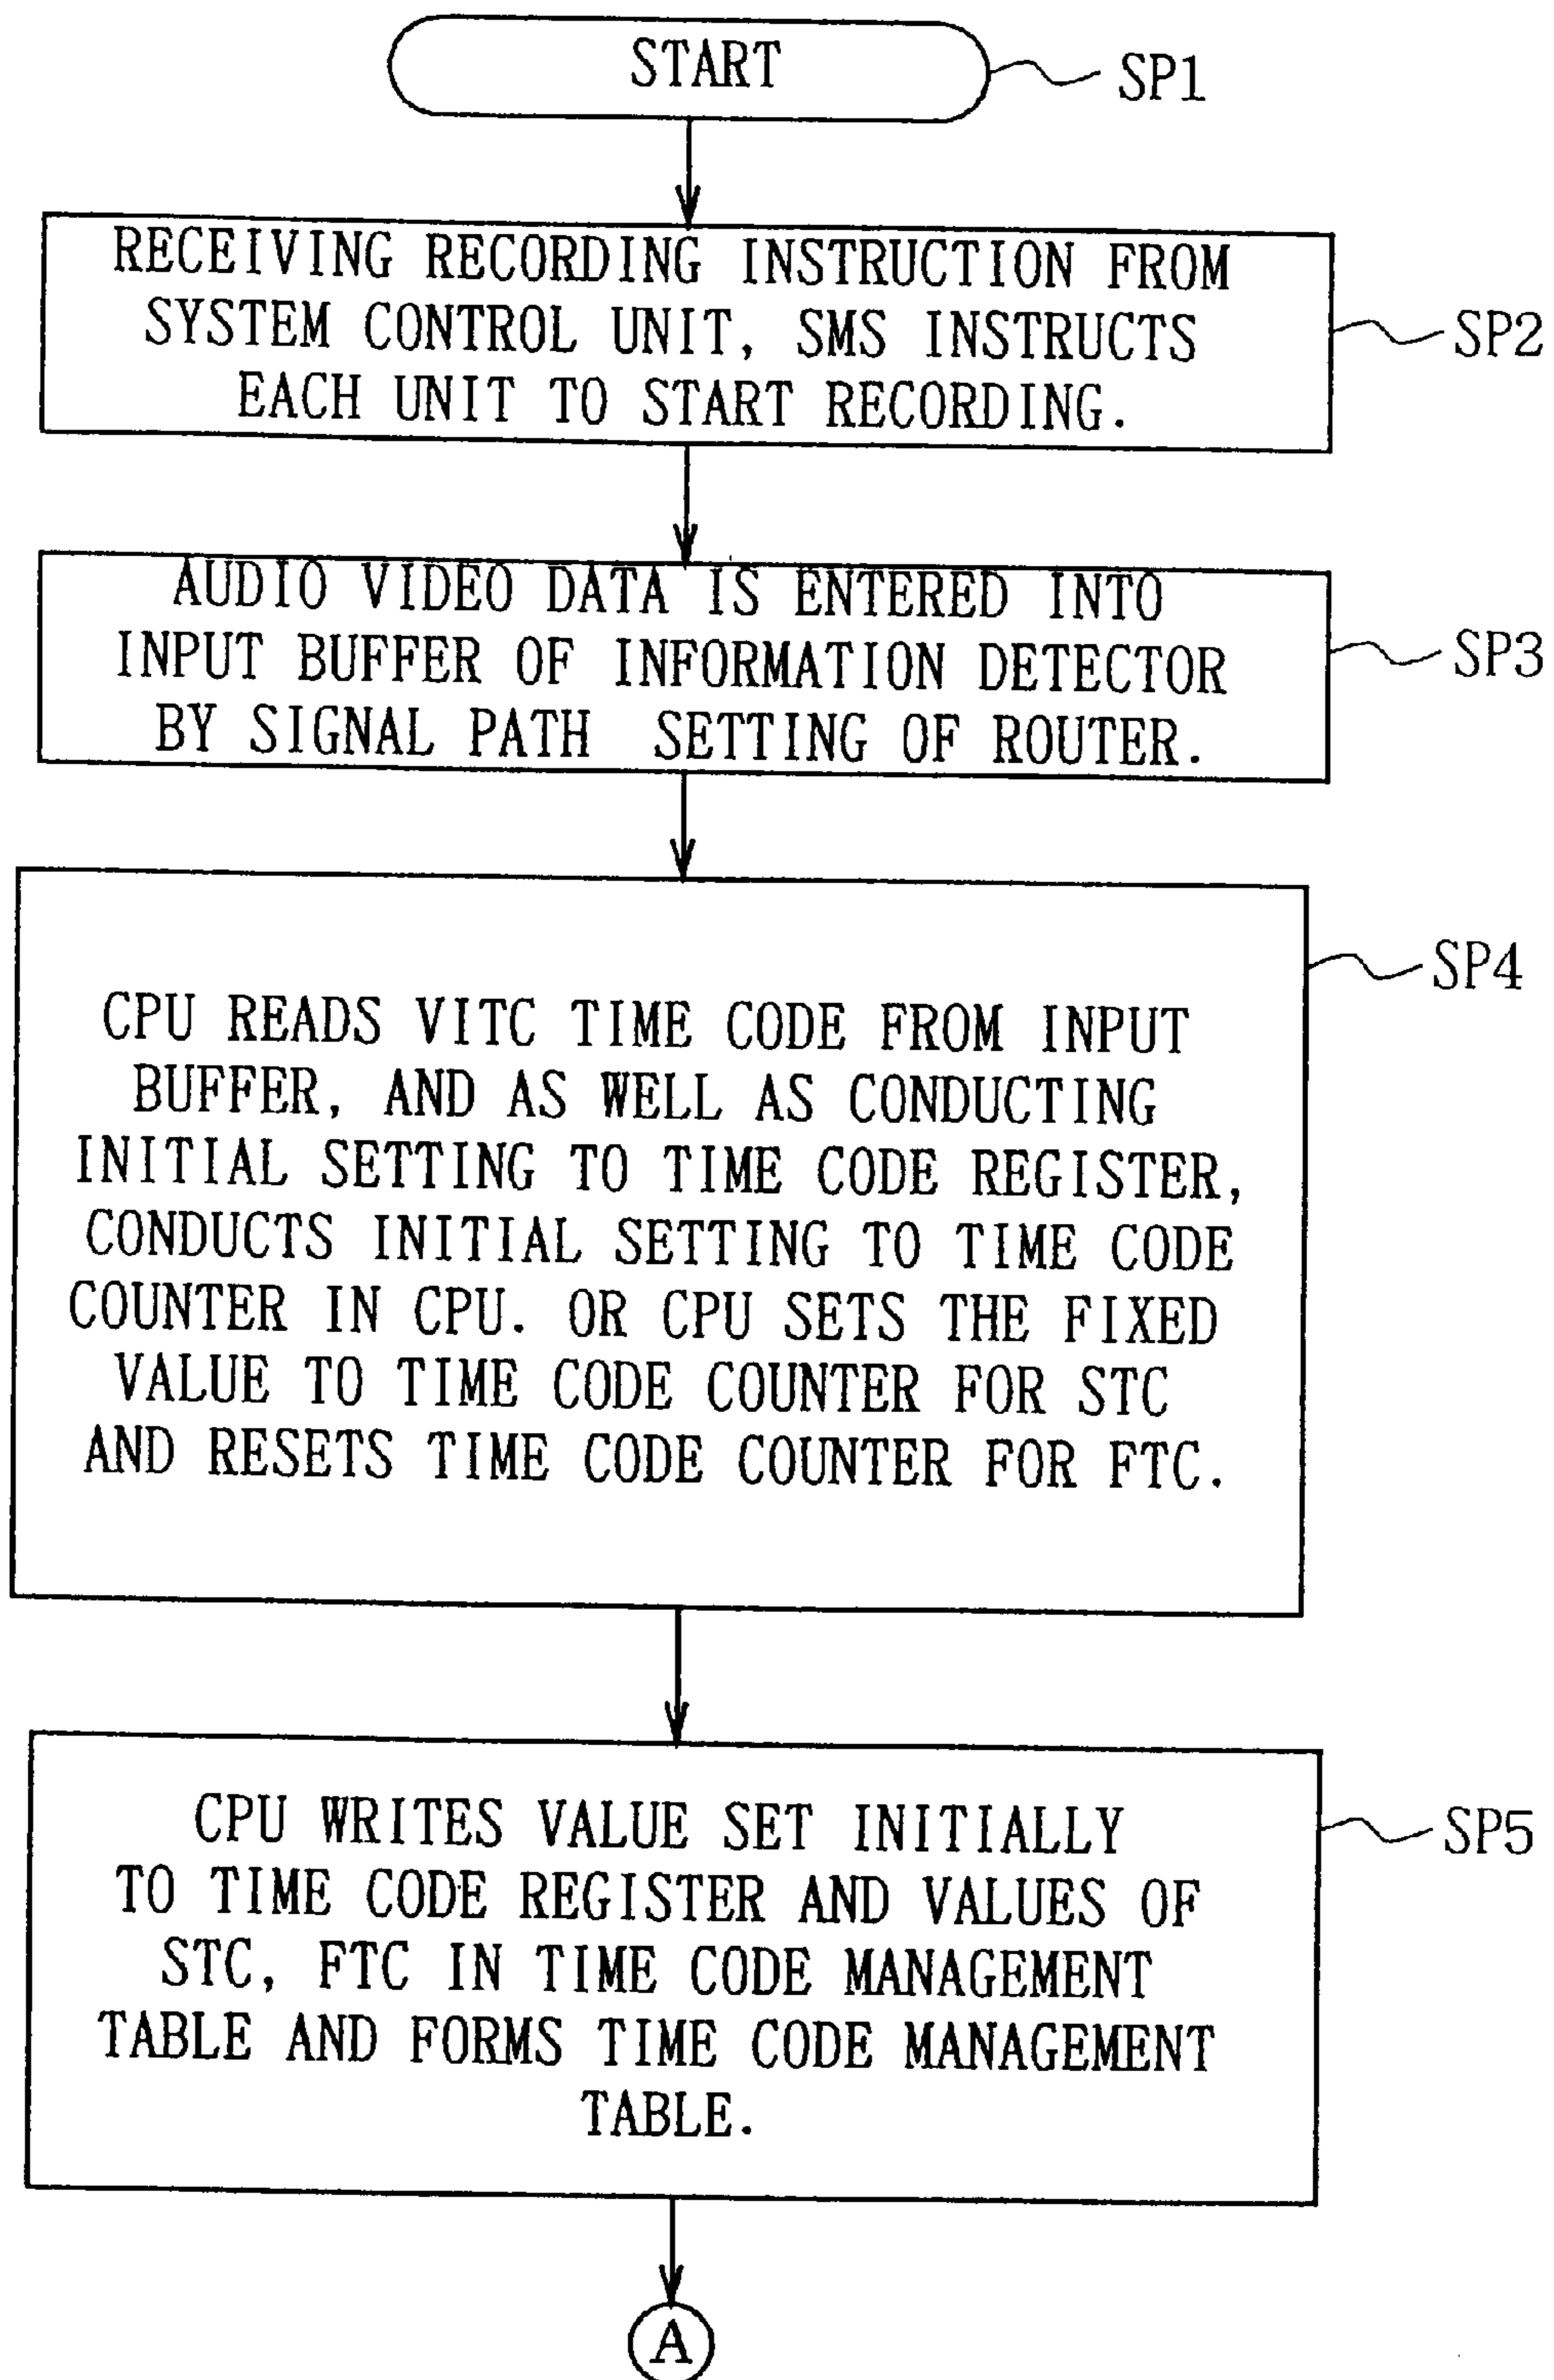 START
SP1
RECEIVING RECORDING INSTRUCTION FROM
SYSTEM CONTROL UNIT, SMS INSTRUCTS
EACH UNIT TO START RECORDING.
SP2
AUDIO VIDEO DATA IS ENTERED INTO
INPUT BUFFER OF INFORMATION DETECTOR
BY SIGNAL PATH SETTING OF ROUTER.
SP3
CPU READS VITC TIME CODE FROM INPUT
BUFFER, AND AS WELL AS CONDUCTING
INITIAL SETTING TO TIME CODE REGISTER,
CONDUCTS INITIAL SETTING TO TIME CODE
COUNTER IN CPU. OR CPU SETS THE FIXED
VALUE TO TIME CODE COUNTER FOR STC
AND RESETS TIME CODE COUNTER FOR FTC.
SP4
CPU WRITES VALUE SET INITIALLY
TO TIME CODE REGISTER AND VALUES OF
STC, FTC IN TIME CODE MANAGEMENT
TABLE AND FORMS TIME CODE MANAGEMENT
TABLE.
SP5
A